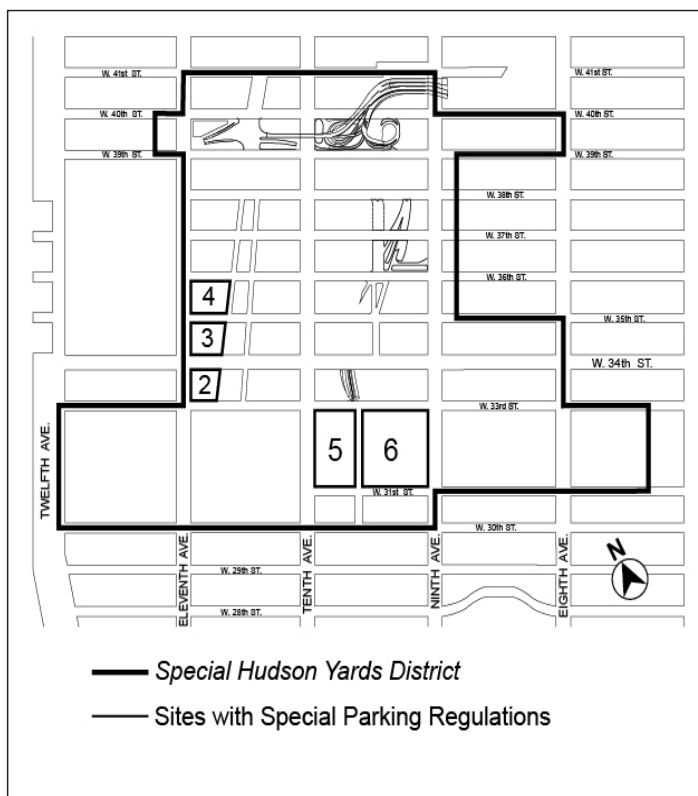 W. 41st ST.
W. 41st ST.
W. 40th ST.
W. 40th ST.
W. 39th ST.
W. 39th ST.
W. 38th ST.
W. 37th ST.
W. 36th ST.
4
W. 35th ST.
3
W. 34th ST.
2
W. 33rd ST.
5
6
W. 31st ST.
W. 30th ST.
TWELFTH AVE.
ELEVENTH AVE.
TENTH AVE.
NINTH AVE.
EIGHTH AVE.
N
W. 29th ST.
W. 28th ST.
Special Hudson Yards District
Sites with Special Parking Regulations